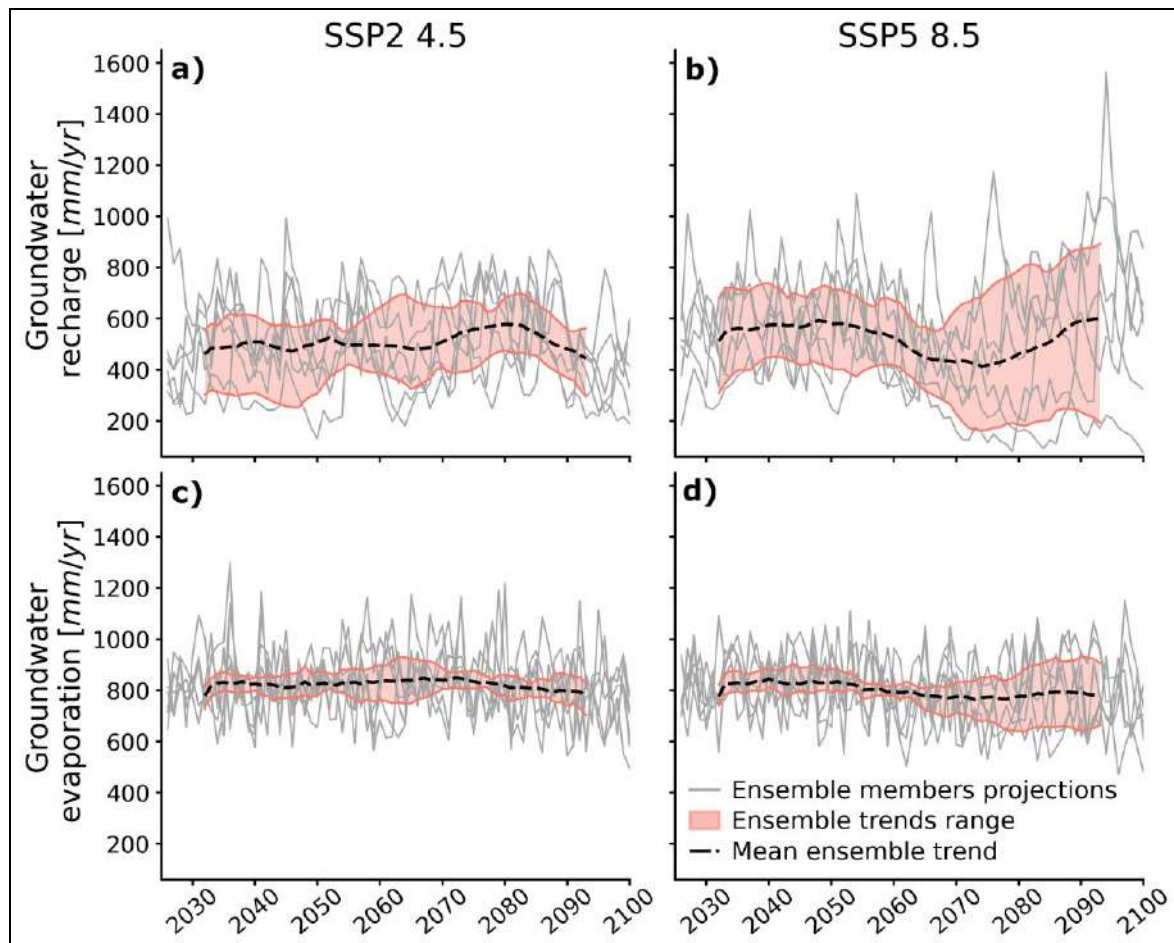 SSP2 4.5
SSP5 8.5
a)
b)
Groundwater
recharge [mm/yr]
1600
1400
1200
1000
800
600
400
200
c)
d)
Groundwater
evaporation [mm/yr]
1600
1400
1200
1000
800
600
400
200
Ensemble members projections
Ensemble trends range
Mean ensemble trend
2030
2040
2050
2060
2070
2080
2090
2100
2030
2040
2050
2060
2070
2080
2090
2100